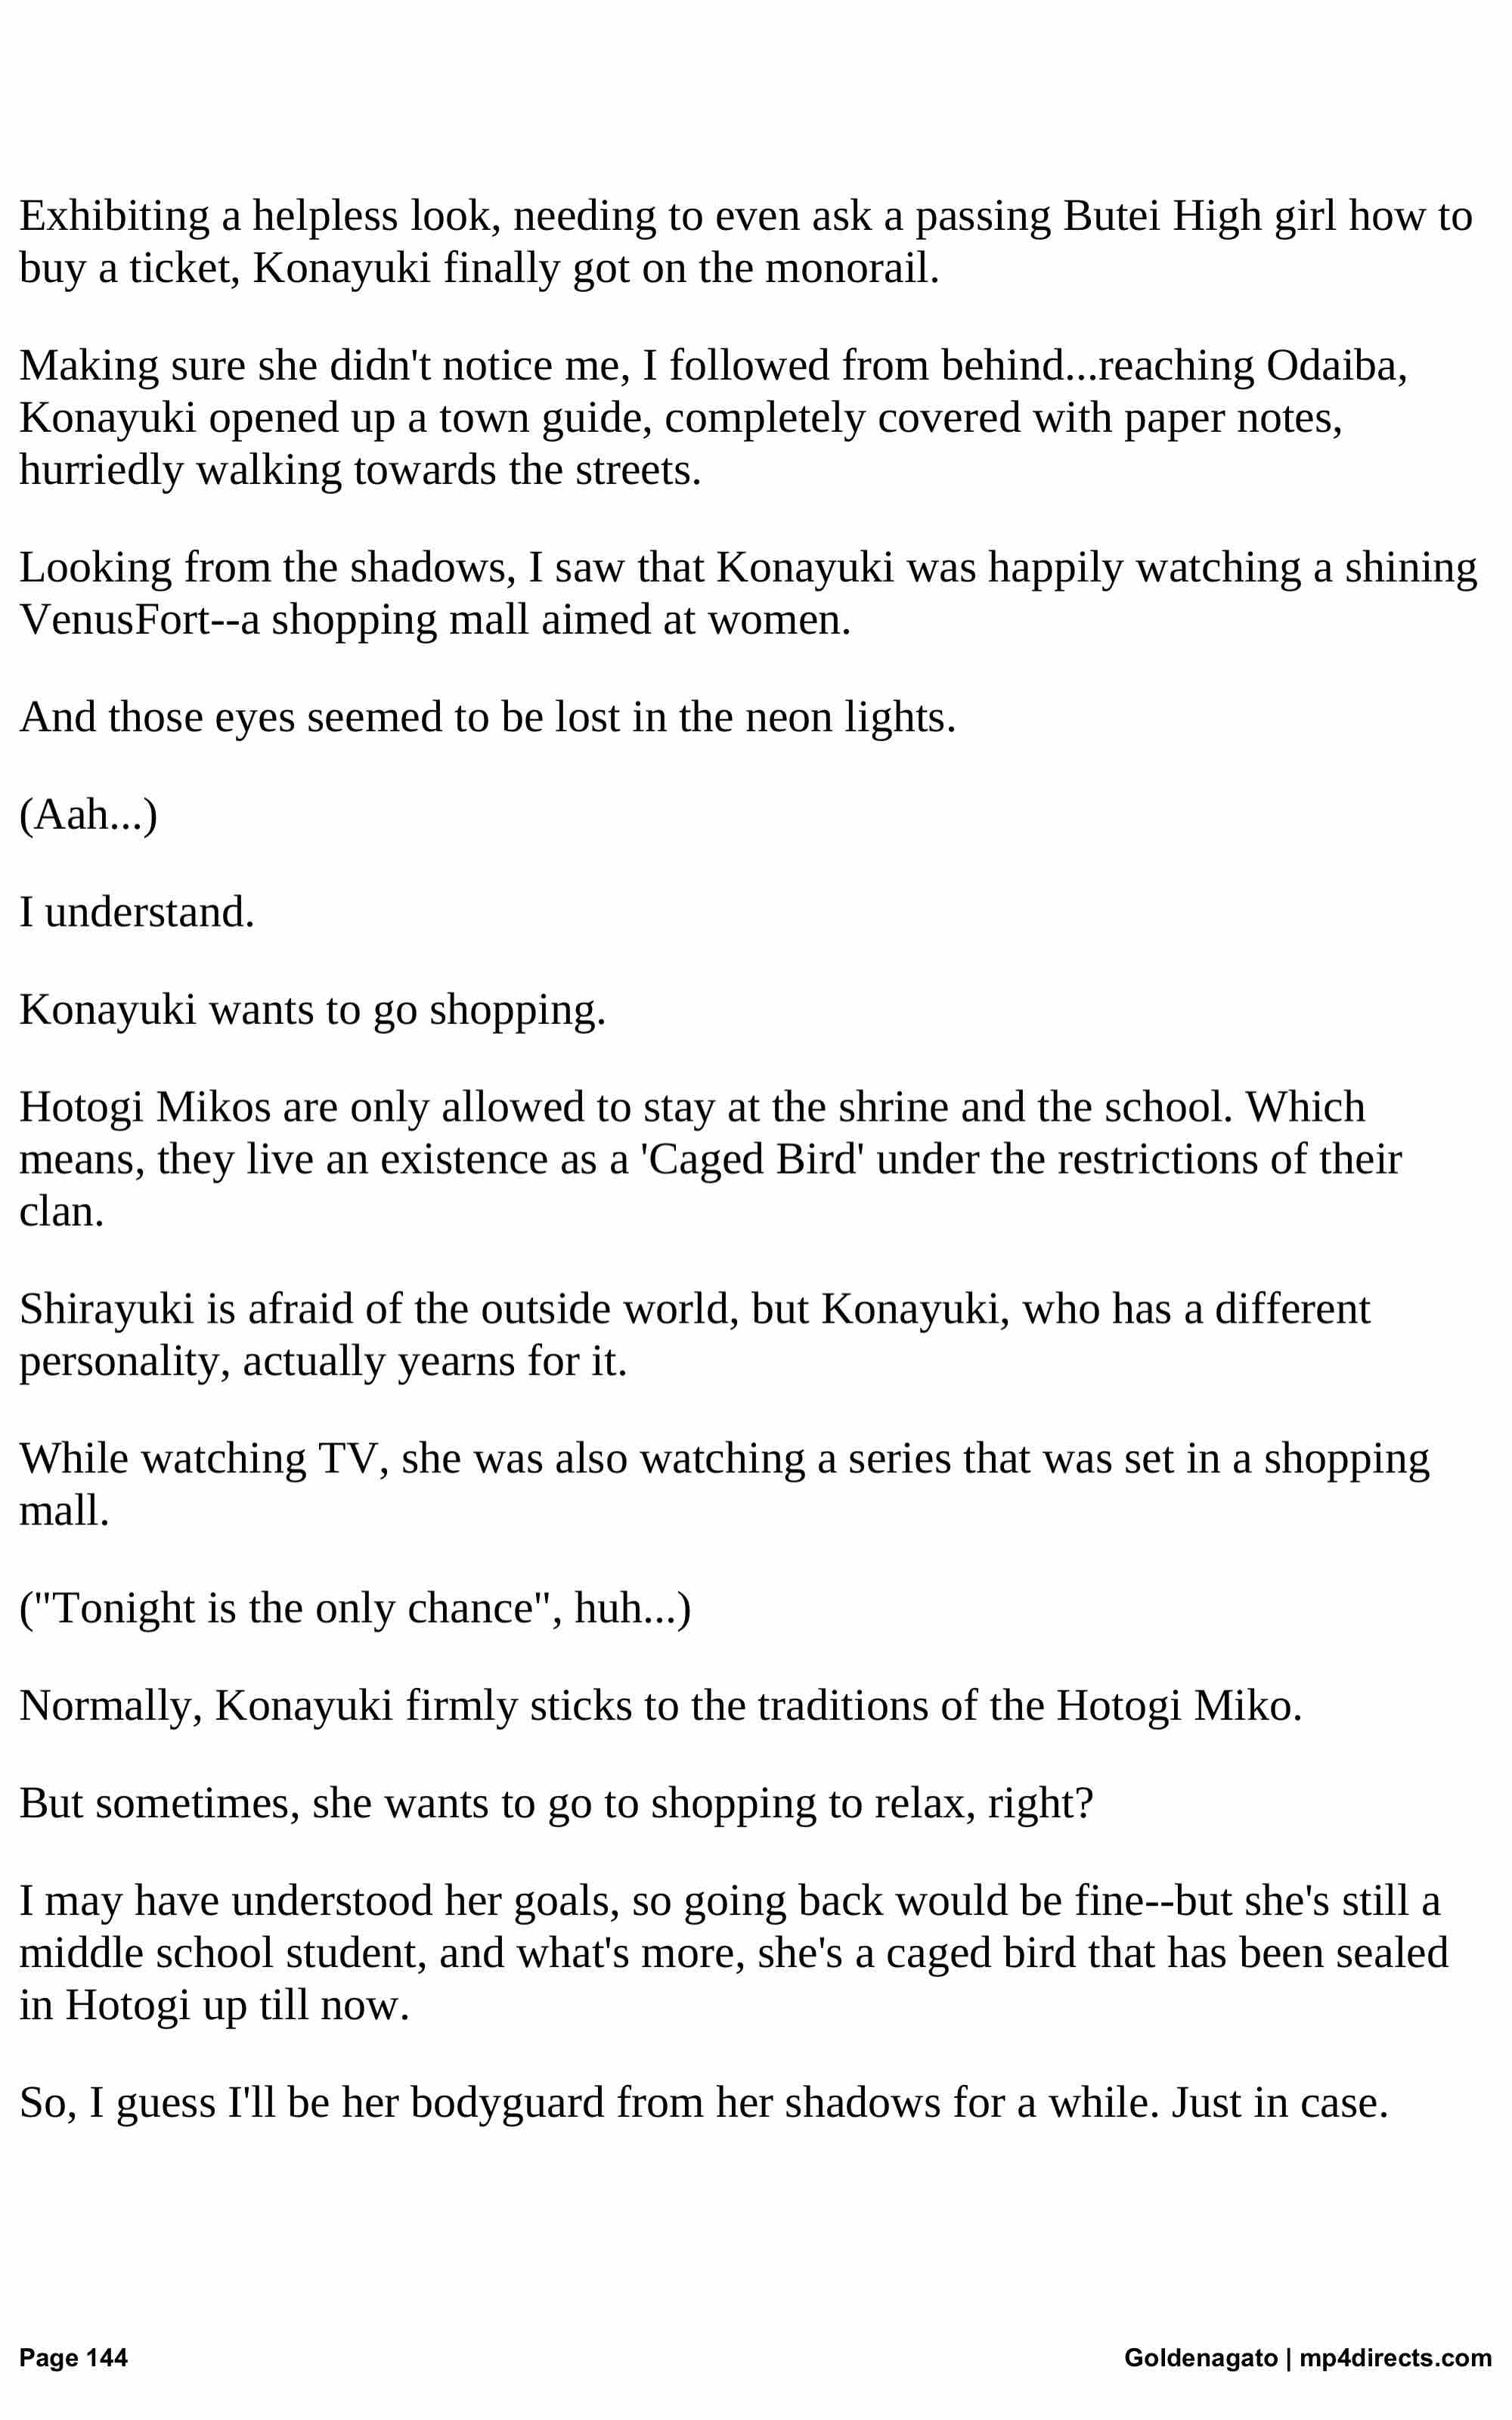 Exhibiting a helpless look, needing to even ask a passing Butei High girl how to
buy a ticket, Konayuki finally got on the monorail.
Making sure she didn't notice me, I followed from behind...reaching Odaiba,
Konayuki opened up a town guide, completely covered with paper notes,
hurriedly walking towards the streets.
Looking from the shadows, I saw that Konayuki was happily watching a shining
VenusFort--a shopping mall aimed at women.
And those eyes seemed to be lost in the neon lights.
(Aah...)
I understand.
Konayuki wants to go shopping.
Hotogi Mikos are only allowed to stay at the shrine and the school. Which
means, they live an existence as a 'Caged Bird' under the restrictions of their
clan.
Shirayuki is afraid of the outside world, but Konayuki, who has a different
personality, actually yearns for it.
While watching TV, she was also watching a series that was set in a shopping
mall.
("Tonight is the only chance", huh...)
Normally, Konayuki firmly sticks to the traditions of the Hotogi Miko.
But sometimes, she wants to go to shopping to relax, right?
I may have understood her goals, so going back would be fine--but she's still a
middle school student, and what's more, she's a caged bird that has been sealed
in Hotogi up till now.
So, I guess I'll be her bodyguard from her shadows for a while. Just in case.
Page 144
Goldenagato | mp4directs.com